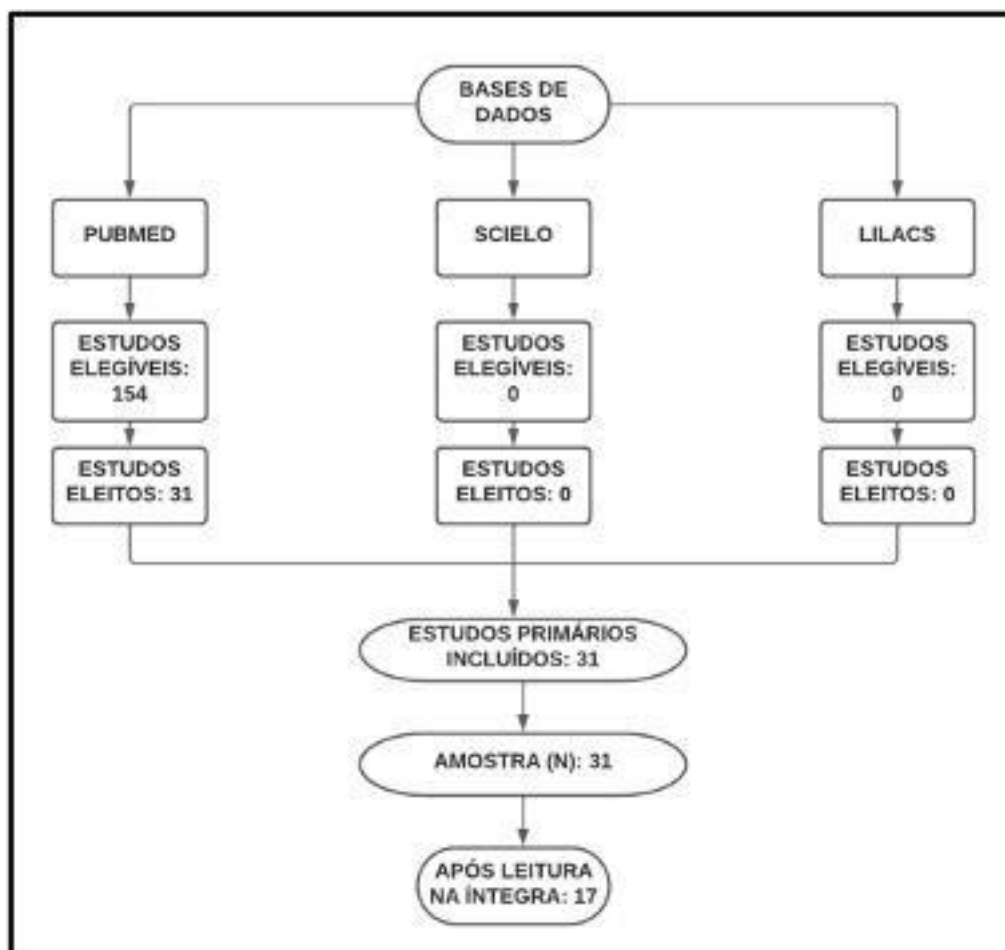 BASES DE
DADOS
PUBMED
SCIELO
LILACS
ESTUDOS
ELEGÍVEIS:
154
ESTUDOS
ELEGÍVEIS:
0
ESTUDOS
ELEGÍVEIS:
0
ESTUDOS
ELEITOS: 31
ESTUDOS
ELEITOS: 0
ESTUDOS
ELEITOS: 0
ESTUDOS PRIMÁRIOS
INCLUÍDOS: 31
AMOSTRA (N): 31
APÓS LEITURA
NA ÍNTEGRA: 17